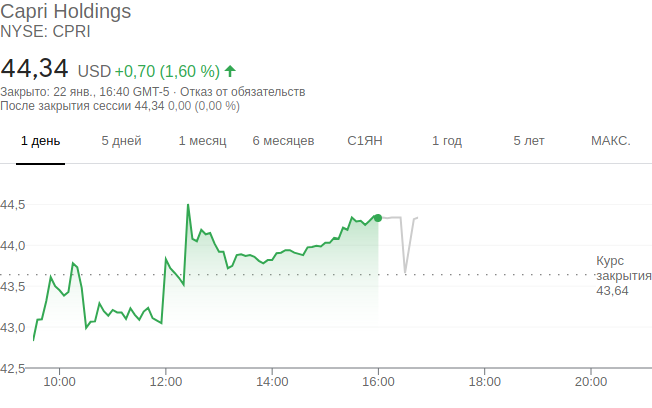 Capri Holdings
NYSE: CPRI
44,34 USD +0,70 (1,60 %)
Закрыто: 22 янв., 16:40 GMT-5 · Отказ от обязательств
После закрытия сессии 44,34 0,00 (0,00 %)
1 день 5 дней 1 месяц 6 месяцев С1ЯН 1 год 5 лет МАКС.
44,5
44,0
43,5
43,0
42,5
Курс
закрытия
43,64
10:00 12:00 14:00 16:00 18:00 20:00